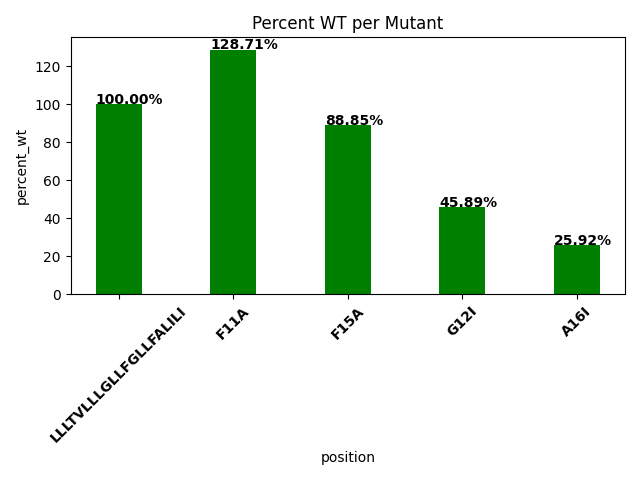 Percent WT per Mutant
percent_wt
120
100
80
60
40
20
0
100.00%
128.71%
88.85%
45.89%
25.92%
LLLTVLLLGLLFGLLFALILI
F11A
F15A
G12I
A16I
position